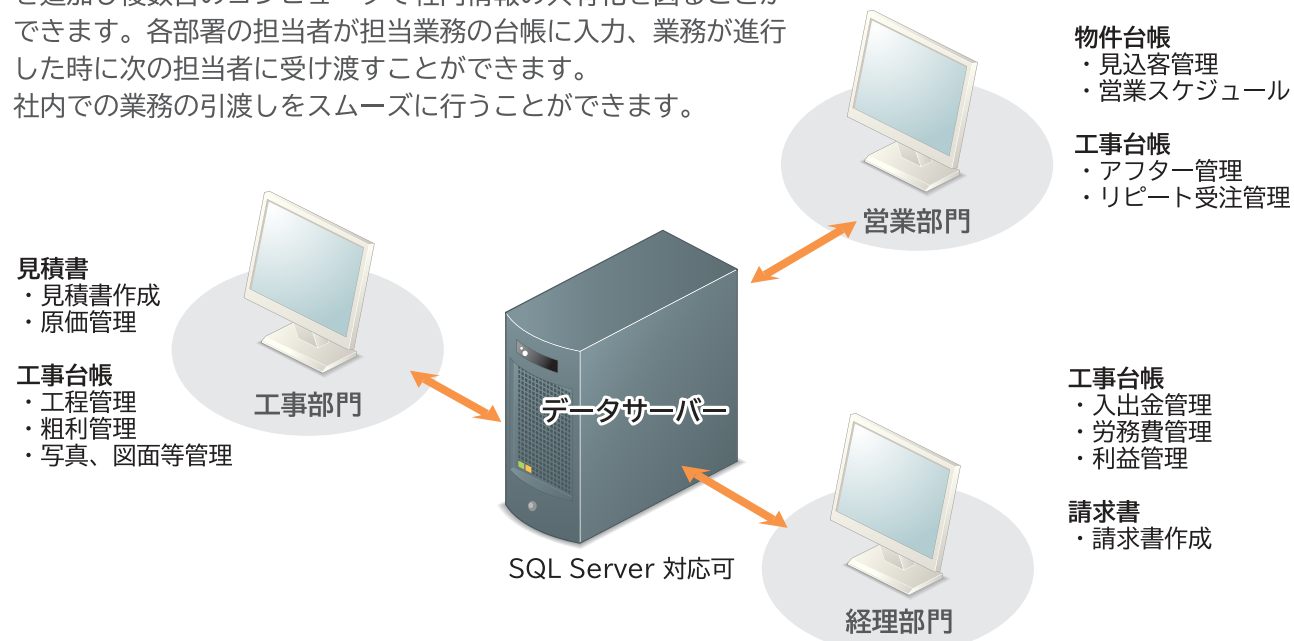 できます。各部署の担当者が担当業務の台帳に入力、業務が進行
した時に次の担当者に受け渡すことができます。
社内での業務の引渡しをスムーズに行うことができます。
物件台帳
・見込客管理
・営業スケジュール
工事台帳
・アフター管理
・リピート受注管理
営業部門
見積書
・見積書作成
・原価管理
工事台帳
・工程管理
・粗利管理
・写真、図面等管理
工事部門
データサーバー
SQL Server 対応可
工事台帳
・入出金管理
・労務費管理
・利益管理
請求書
・請求書作成
経理部門